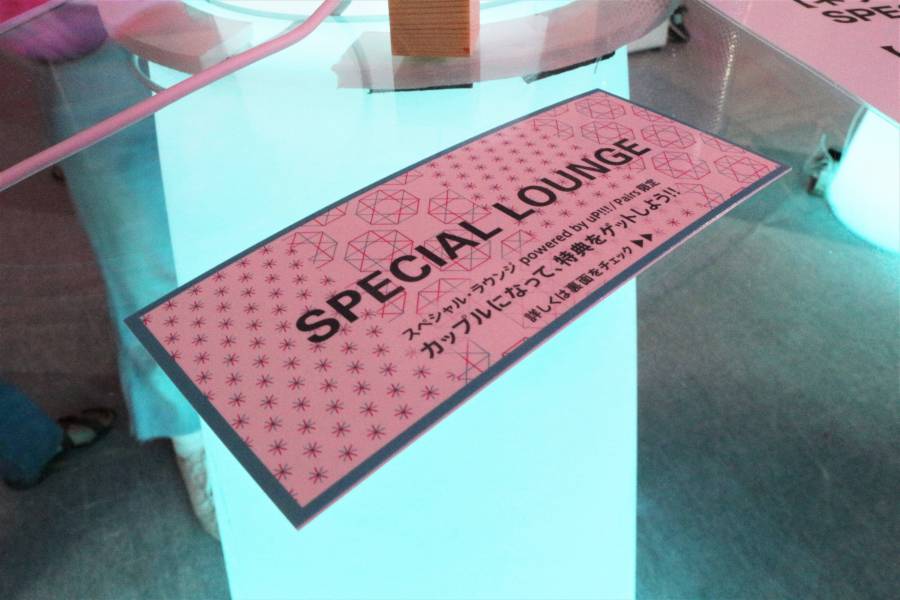 SPECIAL LOUNGE
スペシャル・ラウンジ powered by uP!!! / Pairs 限定
カップルになって、特典をゲットしよう!!
詳しくは裏面をチェック ▶▶
SPE